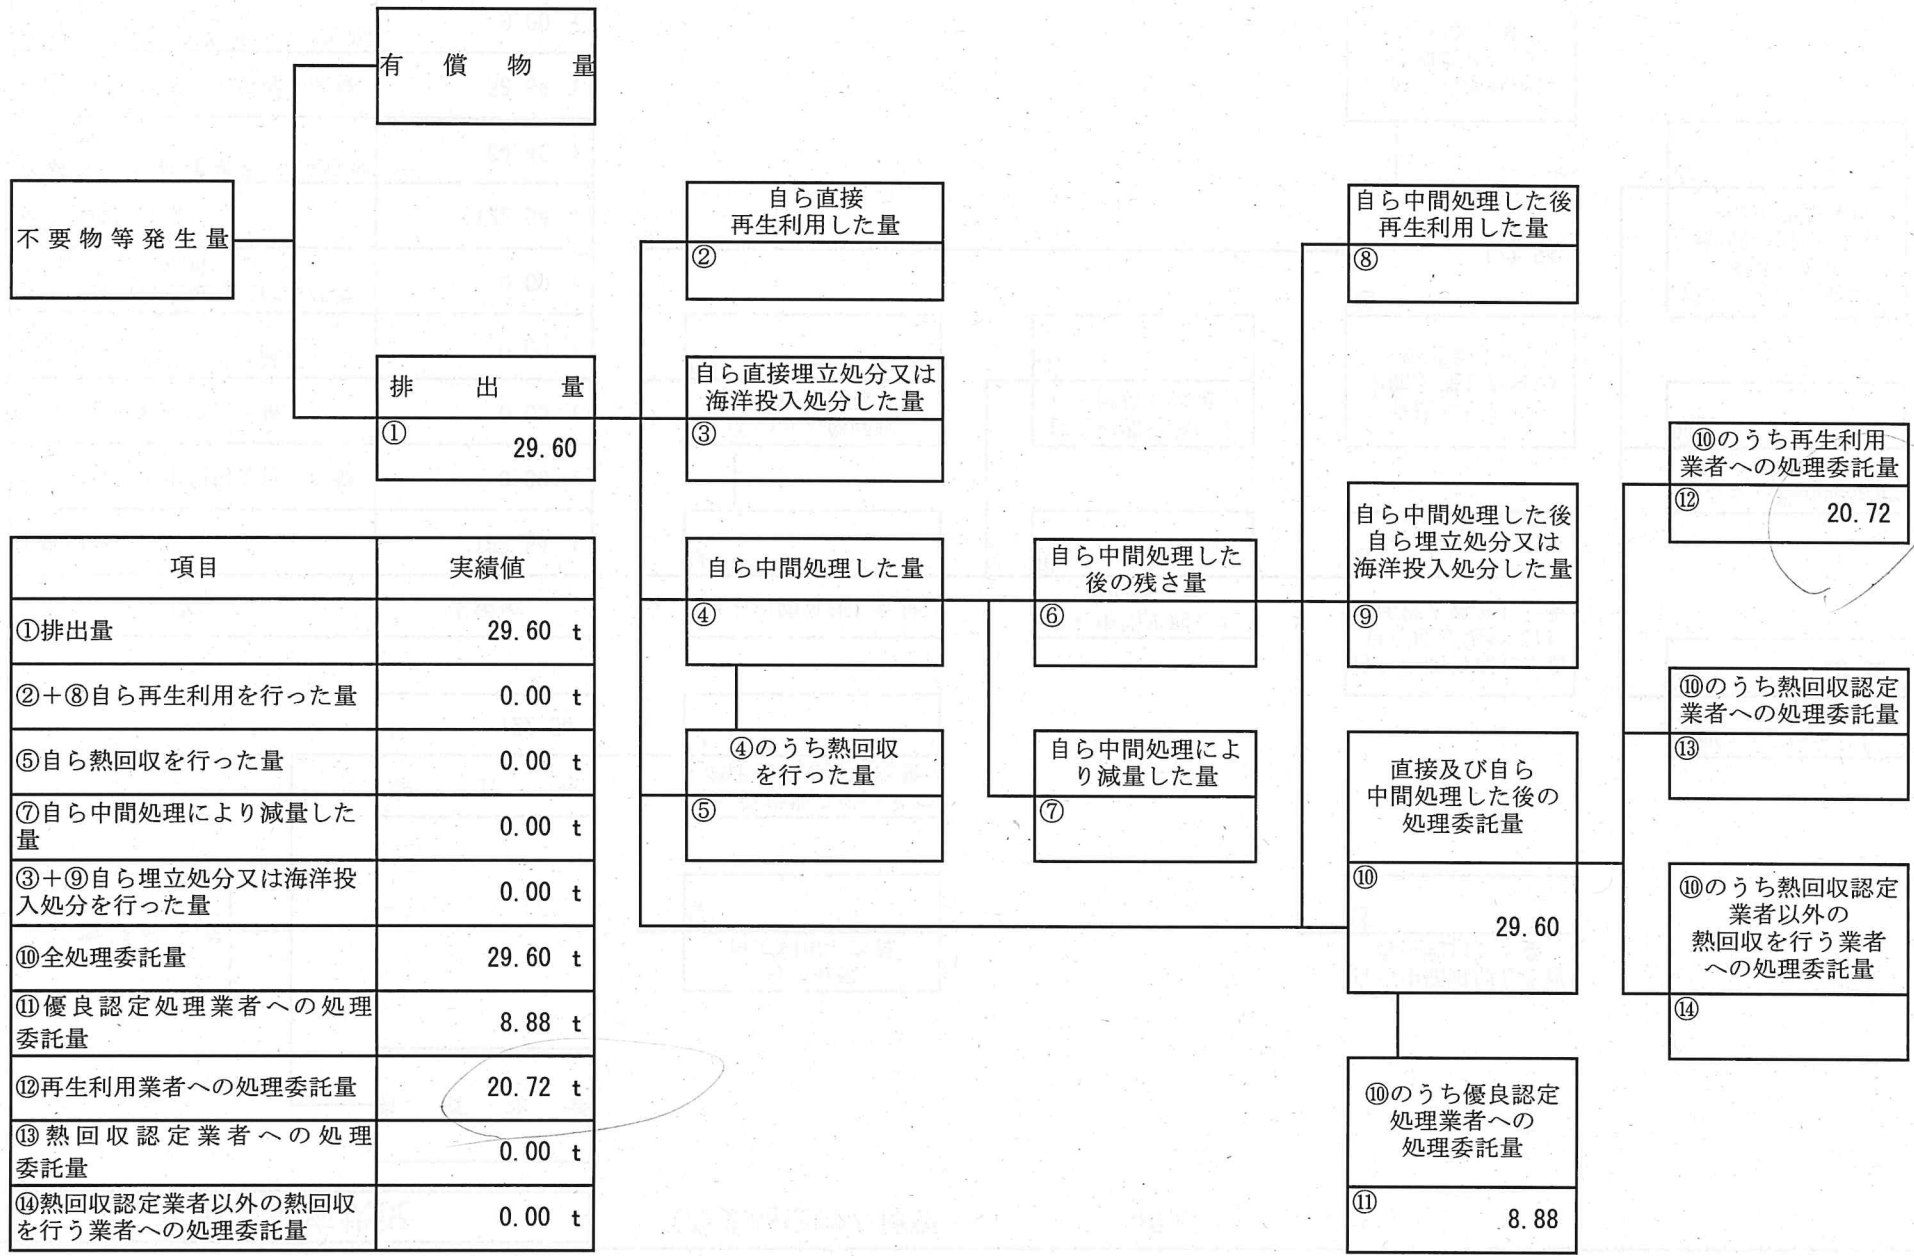 有償物量
不要物等発生量
排出量
①
29.60
自ら直接
再生利用した量
②
自ら直接埋立処分又は
海洋投入処分した量
③
自ら中間処理した量
④
④のうち熱回収
を行った量
⑤
自ら中間処理した
後の残さ量
⑥
自ら中間処理によ
り減量した量
⑦
自ら中間処理した後
再生利用した量
⑧
自ら中間処理した後
自ら埋立処分又は
海洋投入処分した量
⑨
直接及び自ら
中間処理した後の
処理委託量
⑩
29.60
⑩のうち優良認定
処理業者への
処理委託量
⑪
8.88
⑩のうち再生利用
業者への処理委託量
⑫
20.72
⑩のうち熱回収認定
業者への処理委託量
⑬
⑩のうち熱回収認定
業者以外の
熱回収を行う業者
への処理委託量
⑭
項目 実績値
①排出量 29.60 t
②+⑧自ら再生利用を行った量 0.00 t
⑤自ら熱回収を行った量 0.00 t
⑦自ら中間処理により減量した
量 0.00 t
③+⑨自ら埋立処分又は海洋投
入処分を行った量 0.00 t
⑩全処理委託量 29.60 t
⑪優良認定処理業者への処理
委託量 8.88 t
⑫再生利用業者への処理委託量 20.72 t
⑬熱回収認定業者への処理
委託量 0.00 t
⑭熱回収認定業者以外の熱回収
を行う業者への処理委託量 0.00 t